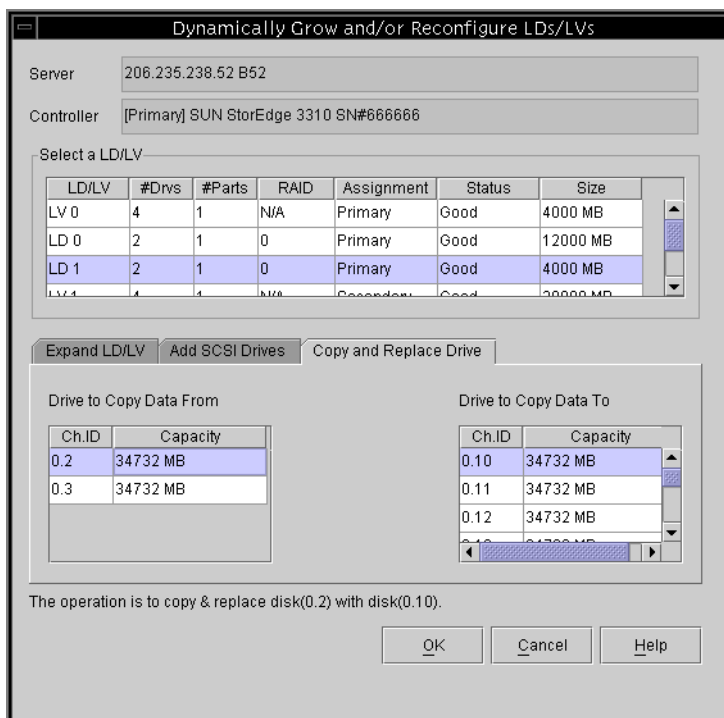 Dynamically Grow and/or Reconfigure LDs/LVs
Server 206.235.238.52 B52
Controller [Primary] SUN StorEdge 3310 SN#666666
Select a LD/LV
LD/LV #Drvs #Parts RAID Assignment Status Size
LV 0 4 1 N/A Primary Good 4000 MB
LD 0 2 1 0 Primary Good 12000 MB
LD 1 2 1 0 Primary Good 4000 MB
Expand LD/LV Add SCSI Drives Copy and Replace Drive
Drive to Copy Data From Drive to Copy Data To
Ch.ID Capacity Ch.ID Capacity
0.2 34732 MB 0.10 34732 MB
0.3 34732 MB 0.11 34732 MB
0.12 34732 MB
The operation is to copy & replace disk(0.2) with disk(0.10).
OK Cancel Help